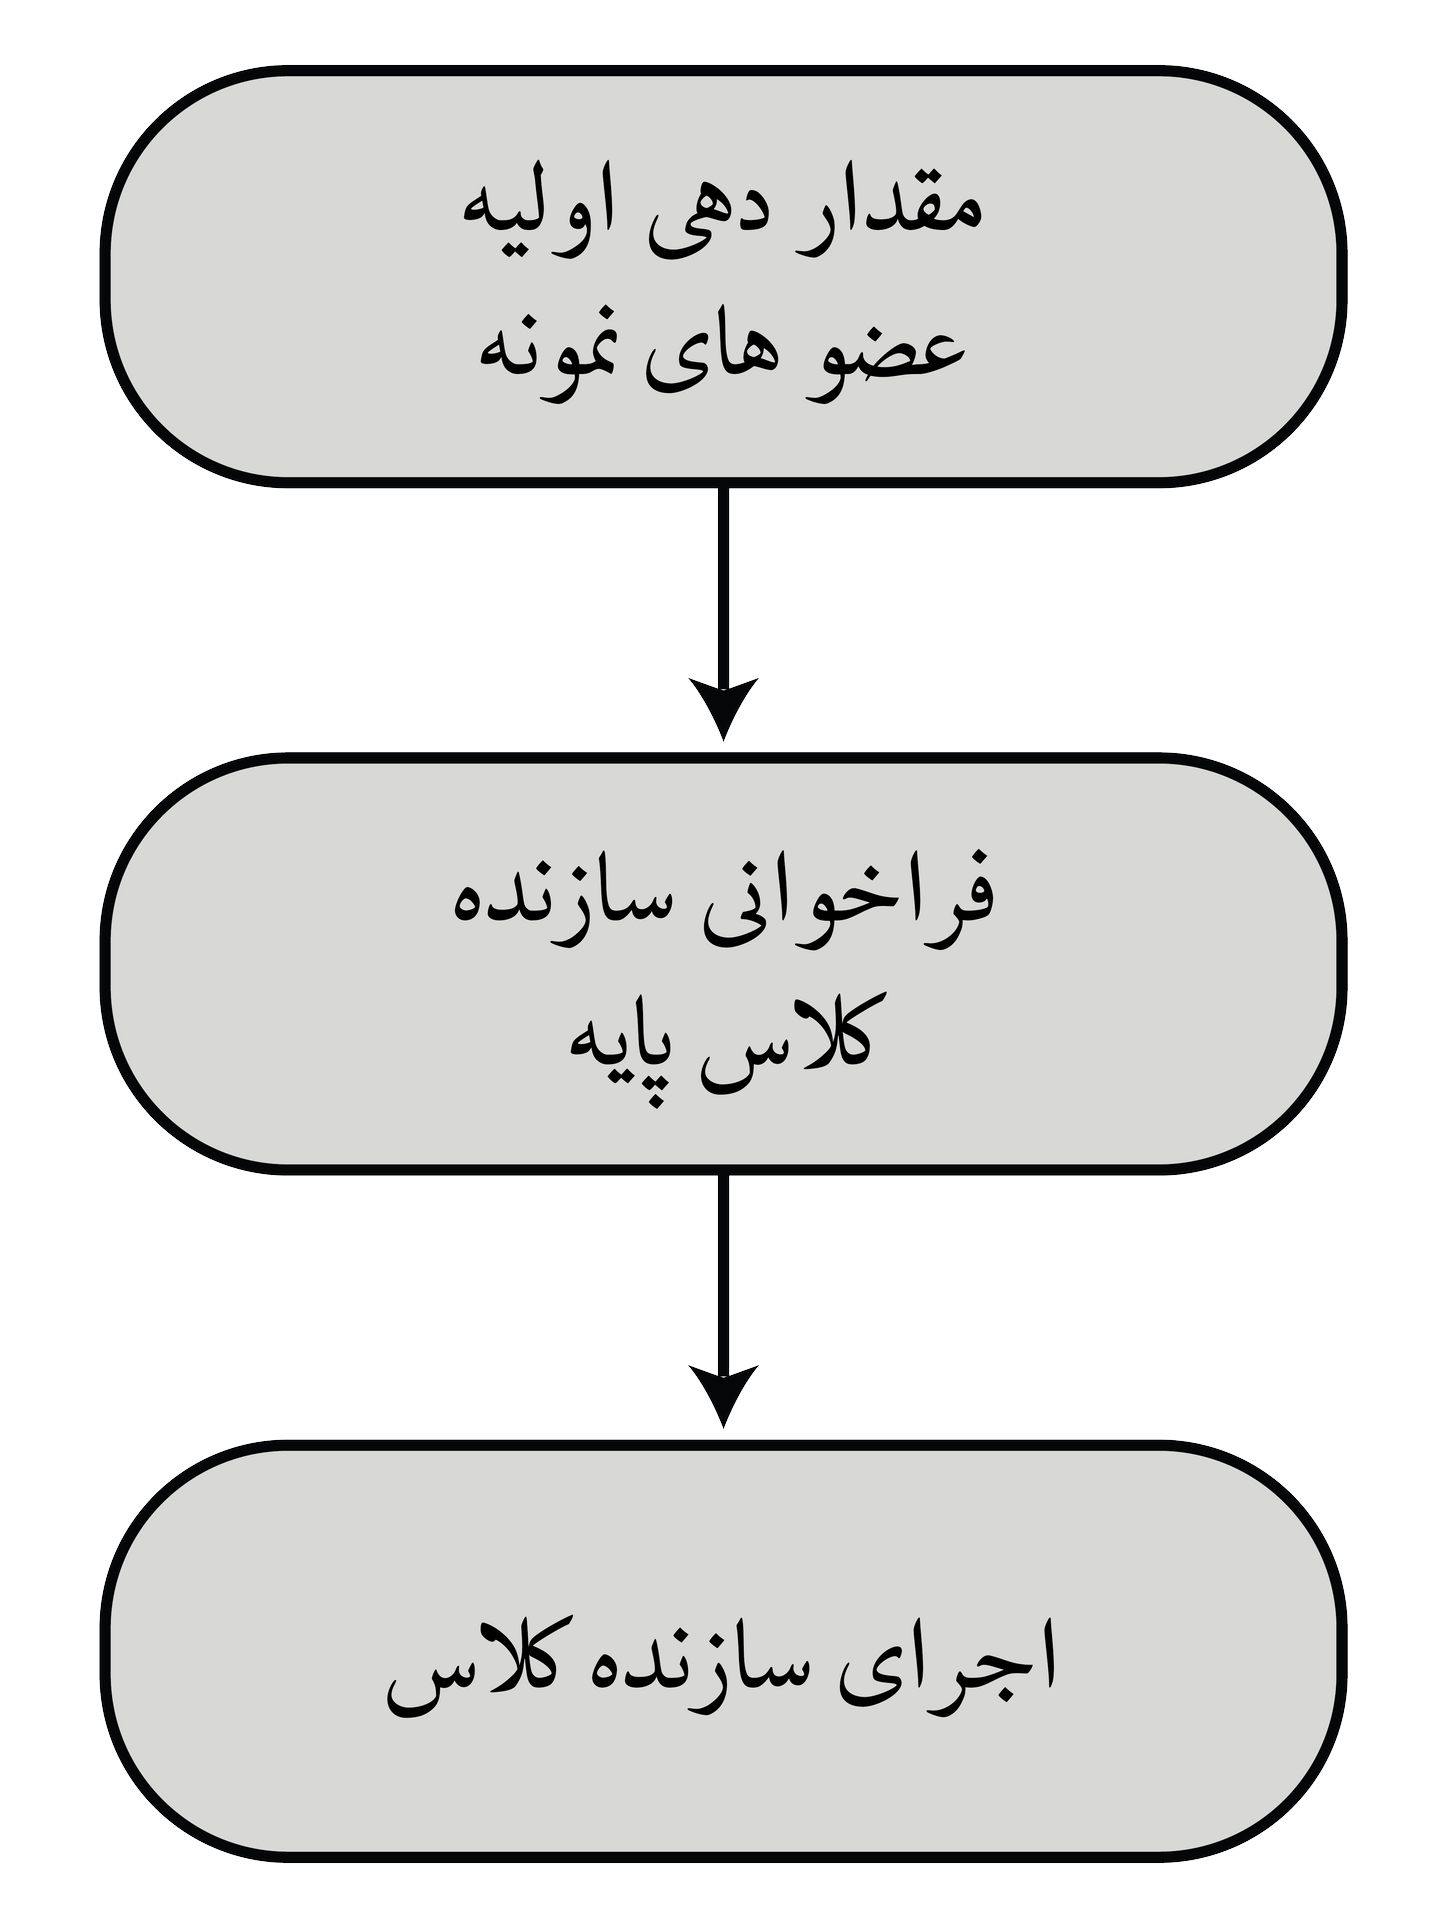 مقدار دهی اولیه
عضو های نمونه
فراخوانی سازنده
کلاس پایه
اجرای سازنده کلاس